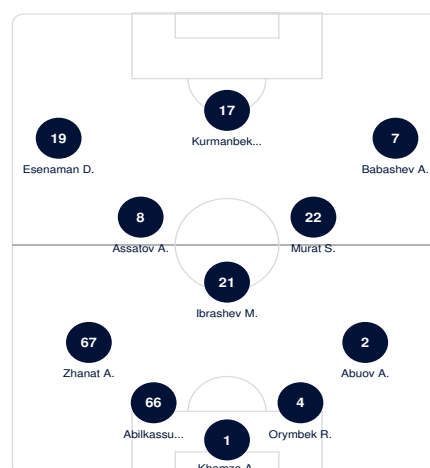 17
Kurmanbek...
19
Esenaman D.
7
Babashev A.
8
Assatov A.
22
Murat S.
21
Ibrashev M.
67
Zhanat A.
2
Abuov A.
66
Abilkassu...
4
Orymbek R.
1
Khamza A.